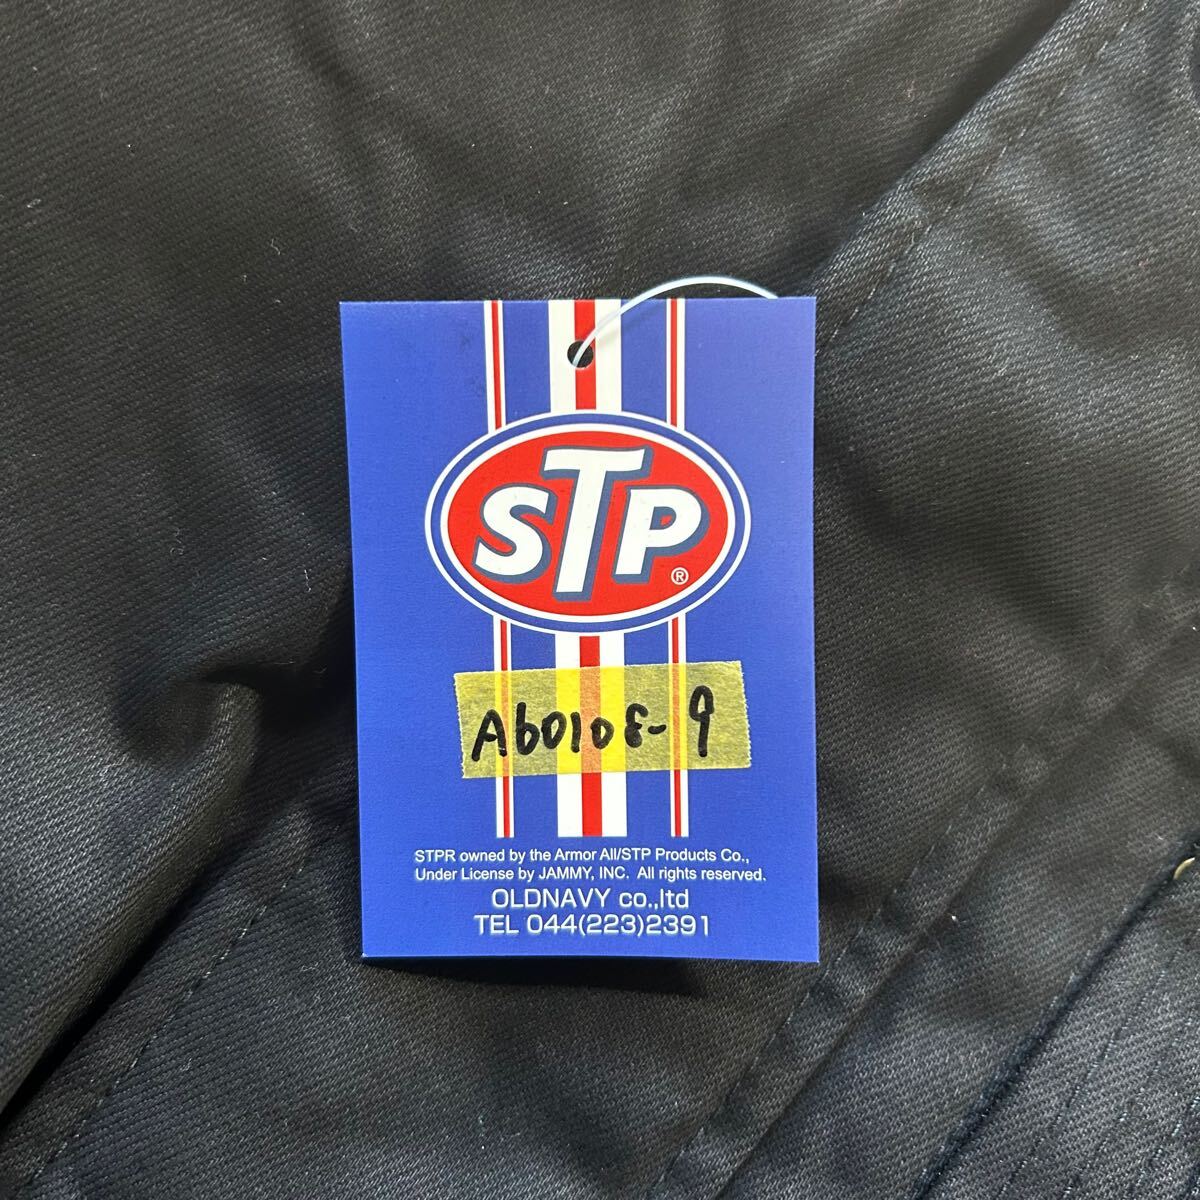 STP®
Ab0108-9
STPR owned by the Armor All/STP Products Co.,
Under License by JAMMY, INC. All rights reserved.
OLDNAVY co.,ltd
TEL 044(223)2391